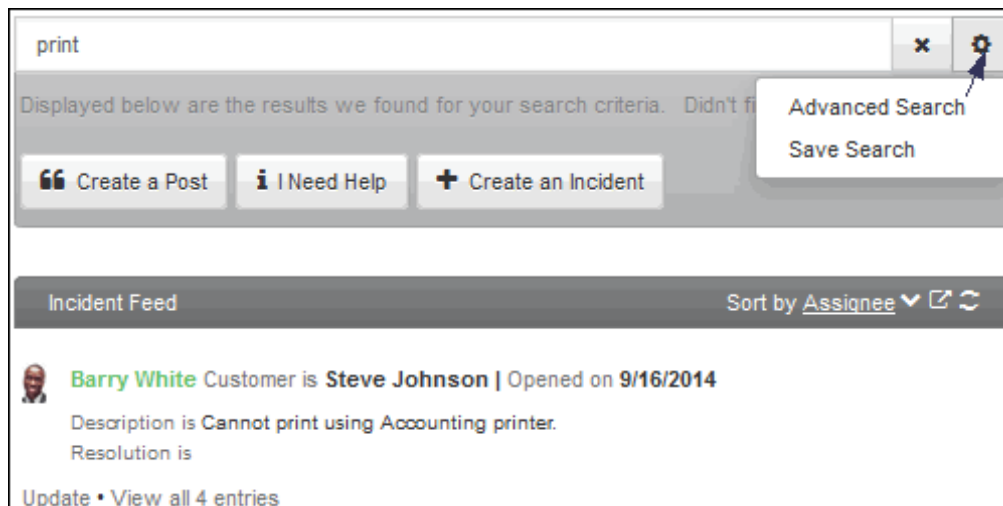 print
Displayed below are the results we found for your search criteria. Didn't
Advanced Search
Save Search
Create a Post
I Need Help
Create an Incident
Incident Feed
Sort by Assignee
Barry White Customer is Steve Johnson | Opened on 9/16/2014
Description is Cannot print using Accounting printer.
Resolution is
Update • View all 4 entries